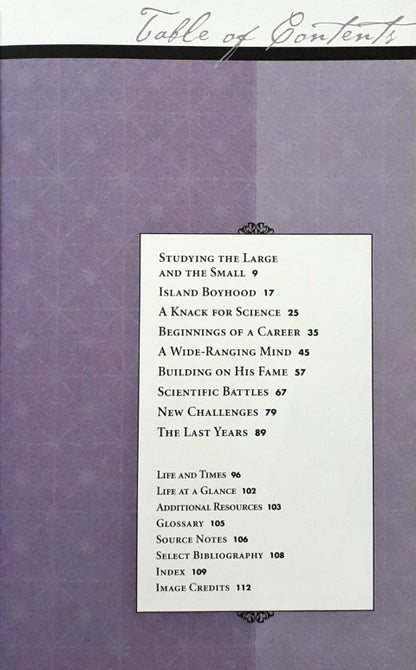 Table of Contents
Studying the Large
and the Small 9
Island Boyhood 17
A Knack for Science 25
Beginnings of a Career 35
A Wide-Ranging Mind 45
Building on His Fame 57
Scientific Battles 67
New Challenges 79
The Last Years 89
Life and Times 96
Life at a Glance 102
Additional Resources 103
Glossary 105
Source Notes 106
Select Bibliography 108
Index 109
Image Credits 112